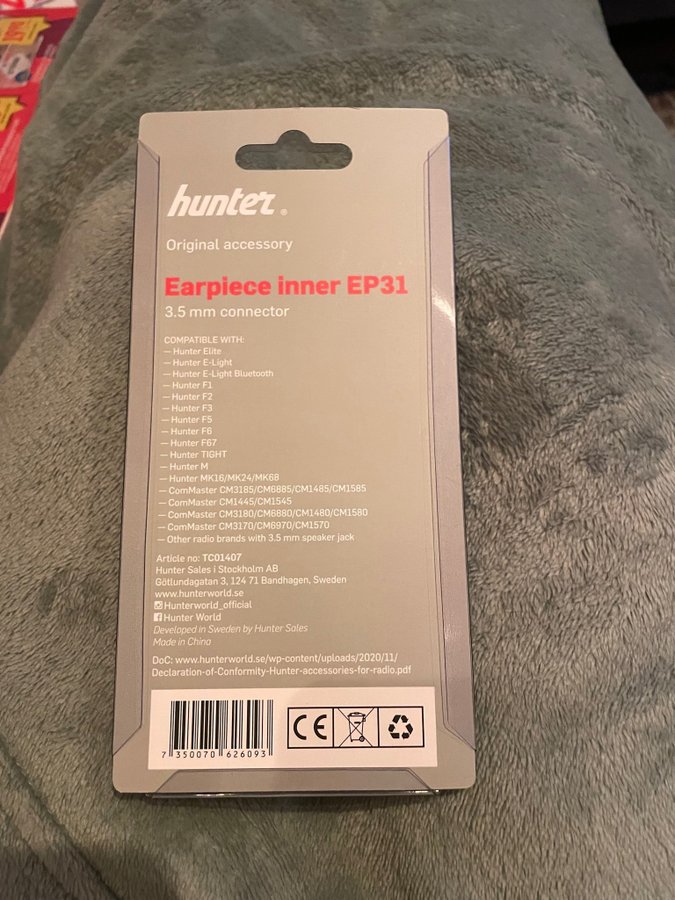 hunter®
Original accessory
Earpiece inner EP31
3.5 mm connector
COMPATIBLE WITH:
— Hunter Elite
— Hunter E-Light
— Hunter E-Light Bluetooth
— Hunter F1
— Hunter F2
— Hunter F3
— Hunter F5
— Hunter F6
— Hunter F67
— Hunter TIGHT
— Hunter M
— Hunter MK16/MK24/MK68
— ComMaster CM3185/CM6885/CM1485/CM1585
— ComMaster CM1445/CM1545
— ComMaster CM3180/CM6880/CM1480/CM1580
— ComMaster CM3170/CM6970/CM1570
— Other radio brands with 3.5 mm speaker jack
Article no: TC01407
Hunter Sales i Stockholm AB
Götlundagatan 3, 124 71 Bandhagen, Sweden
www.hunterworld.se
Hunterworld_official
Hunter World
Developed in Sweden by Hunter Sales
Made in China
DoC: www.hunterworld.se/wp-content/uploads/2020/11/
Declaration-of-Conformity-Hunter-accessories-for-radio.pdf
7 350070 626093
CE